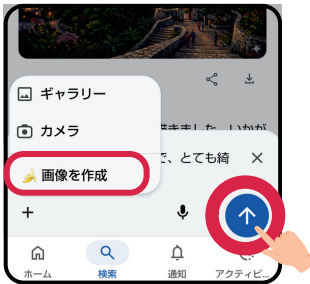 ギャラリー
カメラ
描きました。いかが
画像を作成
で、とても綺
ホーム
検索
通知
アクティビ...